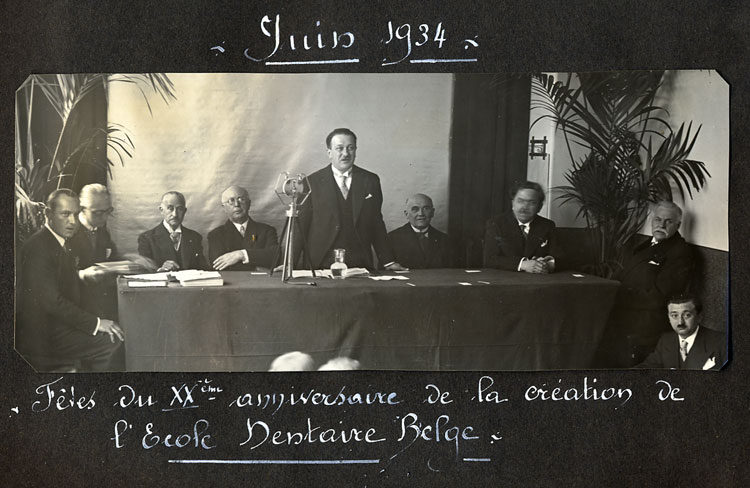 Juin 1934.
Fêtes du XXème anniversaire de la création de
l'Ecole Dentaire Belge.